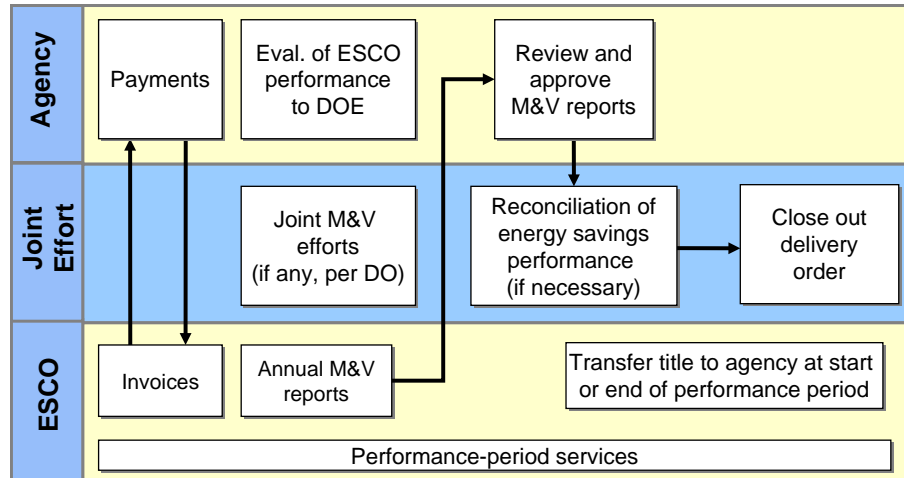 Agency
Payments
Eval. of ESCO
performance
to DOE
Review and
approve
M&V reports
Joint
Effort
Joint M&V
efforts
(if any, per DO)
Reconciliation of
energy savings
performance
(if necessary)
Close out
delivery
order
ESCO
Invoices
Annual M&V
reports
Transfer title to agency at start
or end of performance period
Performance-period services